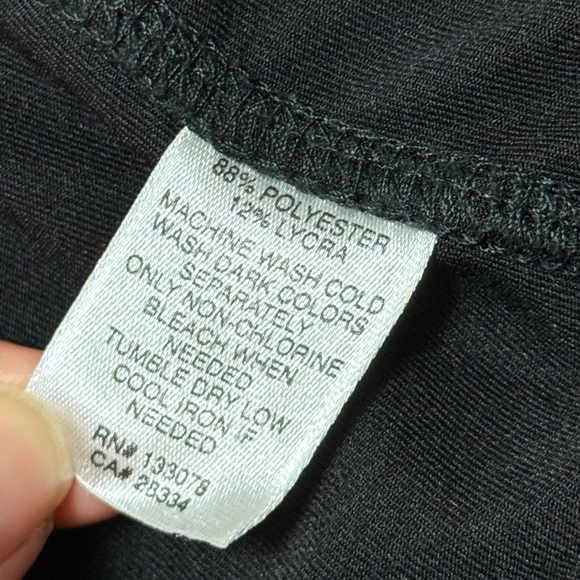 88% POLYESTER
12% LYCRA
MACHINE WASH COLD
WASH DARK COLORS
SEPARATELY
ONLY NON-CHLORINE
BLEACH WHEN
NEEDED
TUMBLE DRY LOW
COOL IRON IF
NEEDED
RN# 133078
CA# 28334